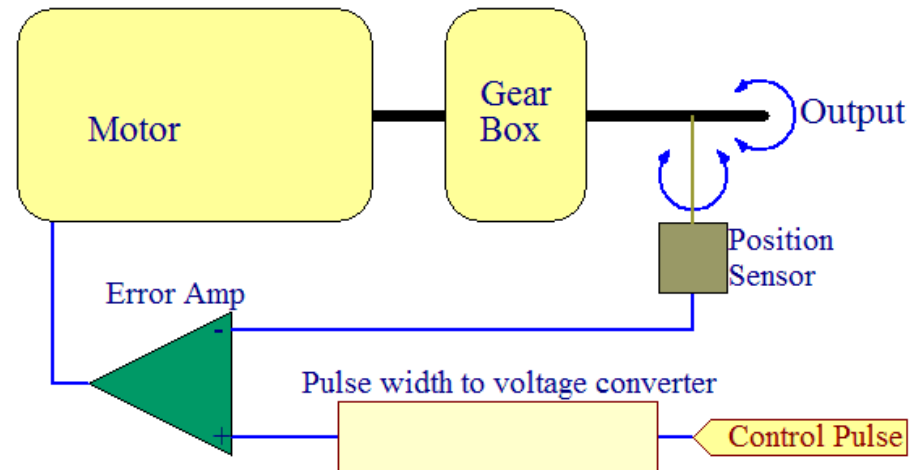 Motor
Gear
Box
Output
Position
Sensor
Error Amp
-
Pulse width to voltage converter
+
Control Pulse